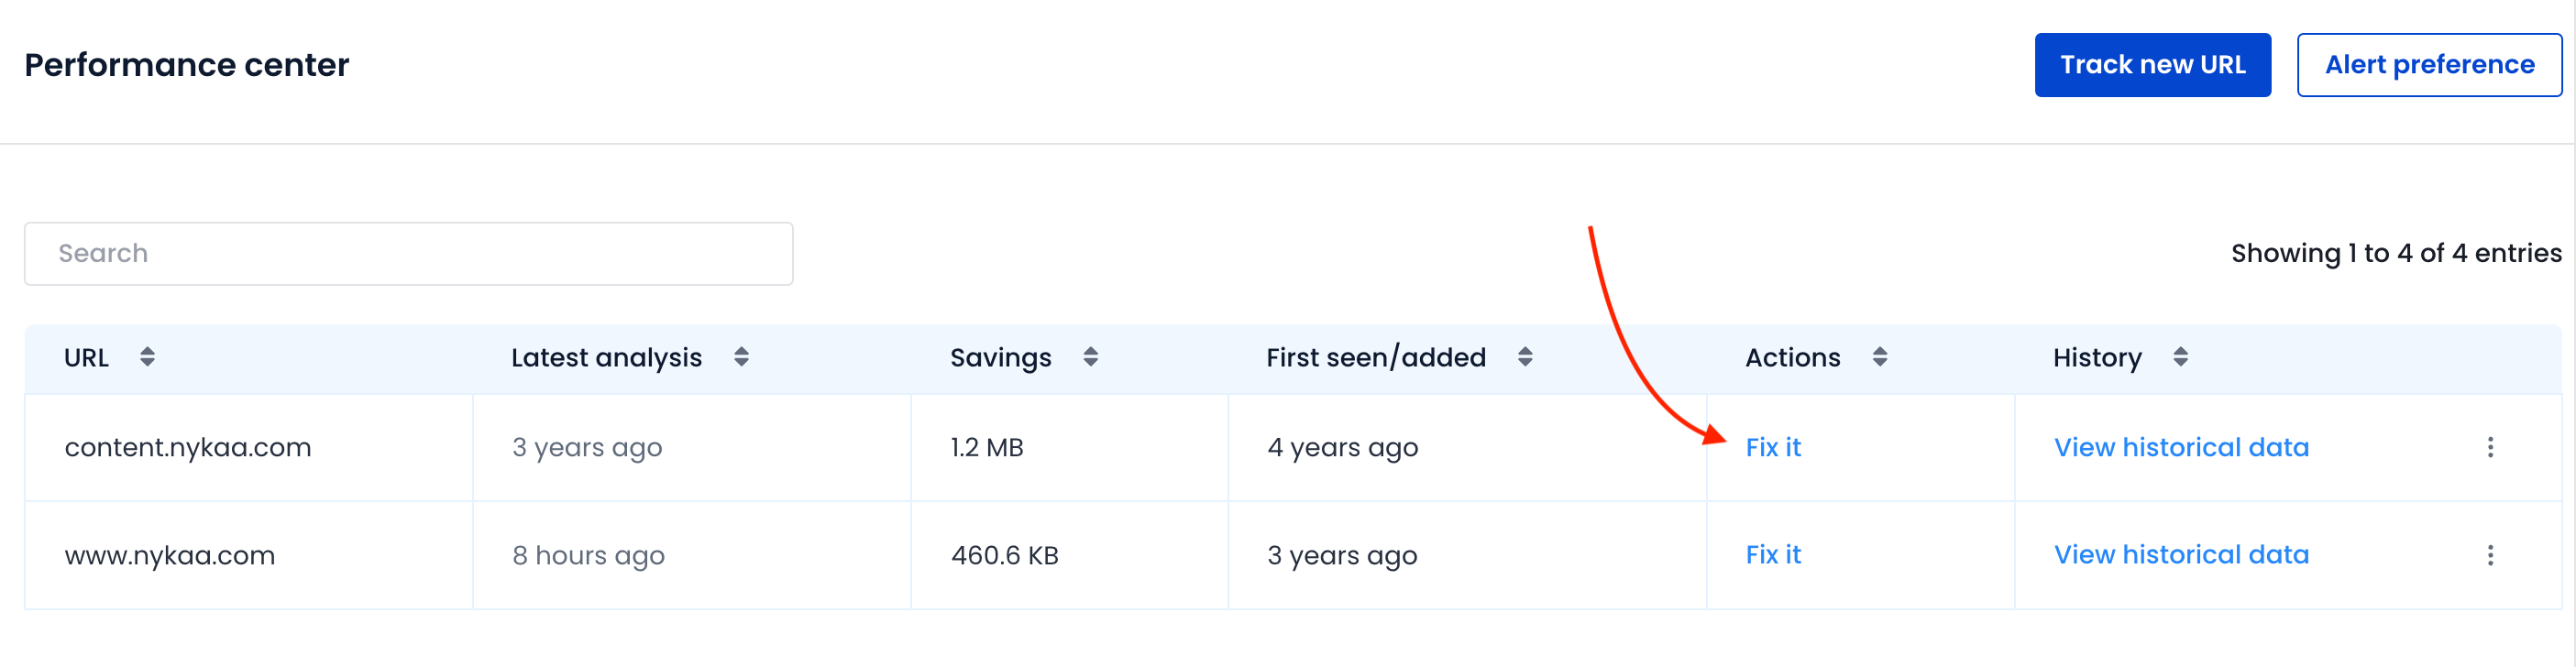 Performance center
Track new URL
Alert preference
Search
Showing 1 to 4 of 4 entries
URL Latest analysis Savings First seen/added Actions History
content.nykaa.com 3 years ago 1.2 MB 4 years ago Fix it View historical data
www.nykaa.com 8 hours ago 460.6 KB 3 years ago Fix it View historical data